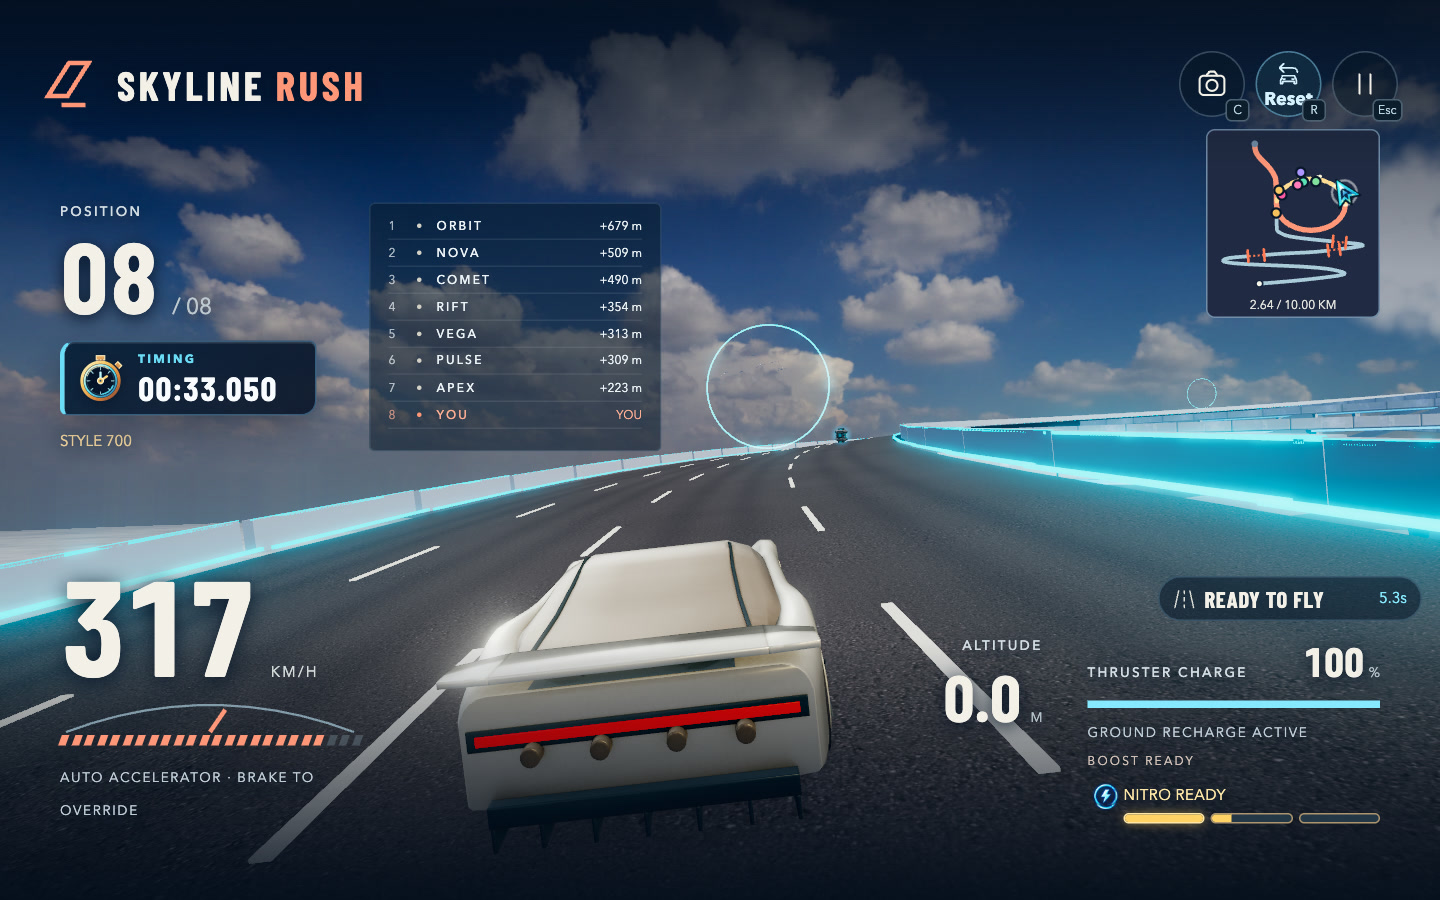 SKYLINE RUSH
Reset
C
R
Esc
POSITION
08 / 08
TIMING
00:33.050
STYLE 700
1 • ORBIT +679 m
2 • NOVA +509 m
3 • COMET +490 m
4 • RIFT +354 m
5 • VEGA +313 m
6 • PULSE +309 m
7 • APEX +223 m
8 • YOU YOU
2.64 / 10.00 KM
317 KM/H
AUTO ACCELERATOR · BRAKE TO
OVERRIDE
READY TO FLY 5.3s
ALTITUDE
0.0 M
THRUSTER CHARGE 100 %
GROUND RECHARGE ACTIVE
BOOST READY
NITRO READY